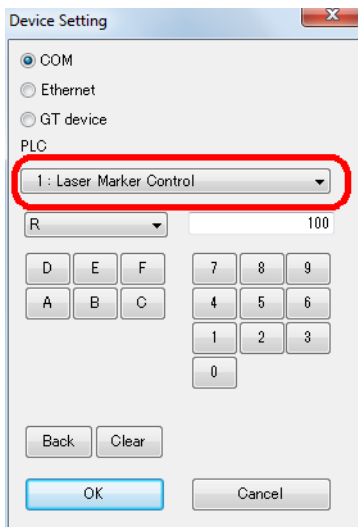 Device Setting
COM
Ethernet
GT device
PLC
1 : Laser Marker Control
R 100
D E F 7 8 9
A B C 4 5 6
1 2 3
0
Back Clear
OK Cancel